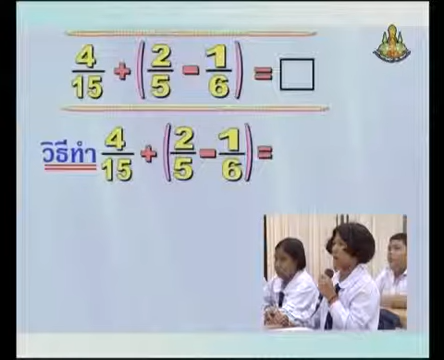 4/15 + (2/5 - 1/6) = □
วิธีทำ 4/15 + (2/5 - 1/6) =